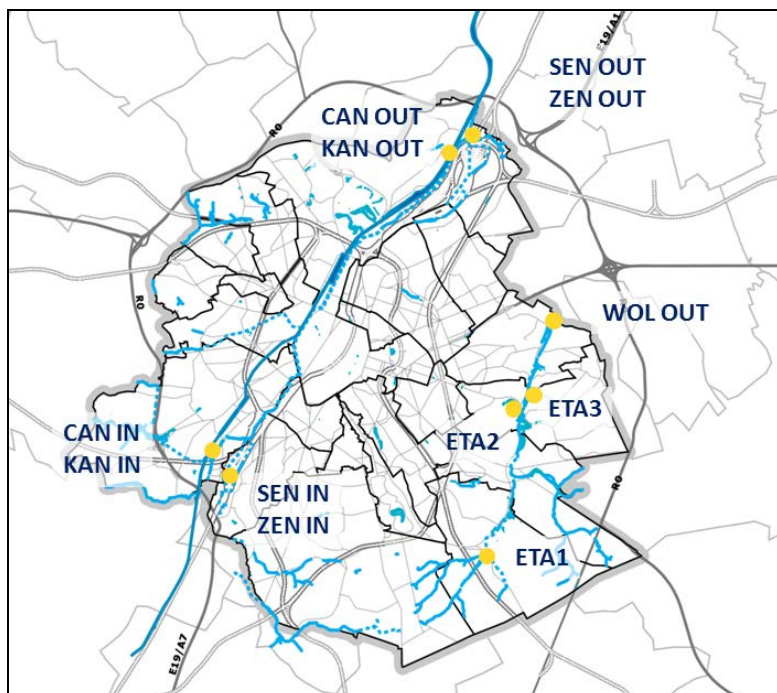 E19/A1
SEN OUT
ZEN OUT
CAN OUT
KAN OUT
R0
R0
WOL OUT
ETA3
ETA2
CAN IN
KAN IN
SEN IN
ZEN IN
R0
ETA1
E19/A7